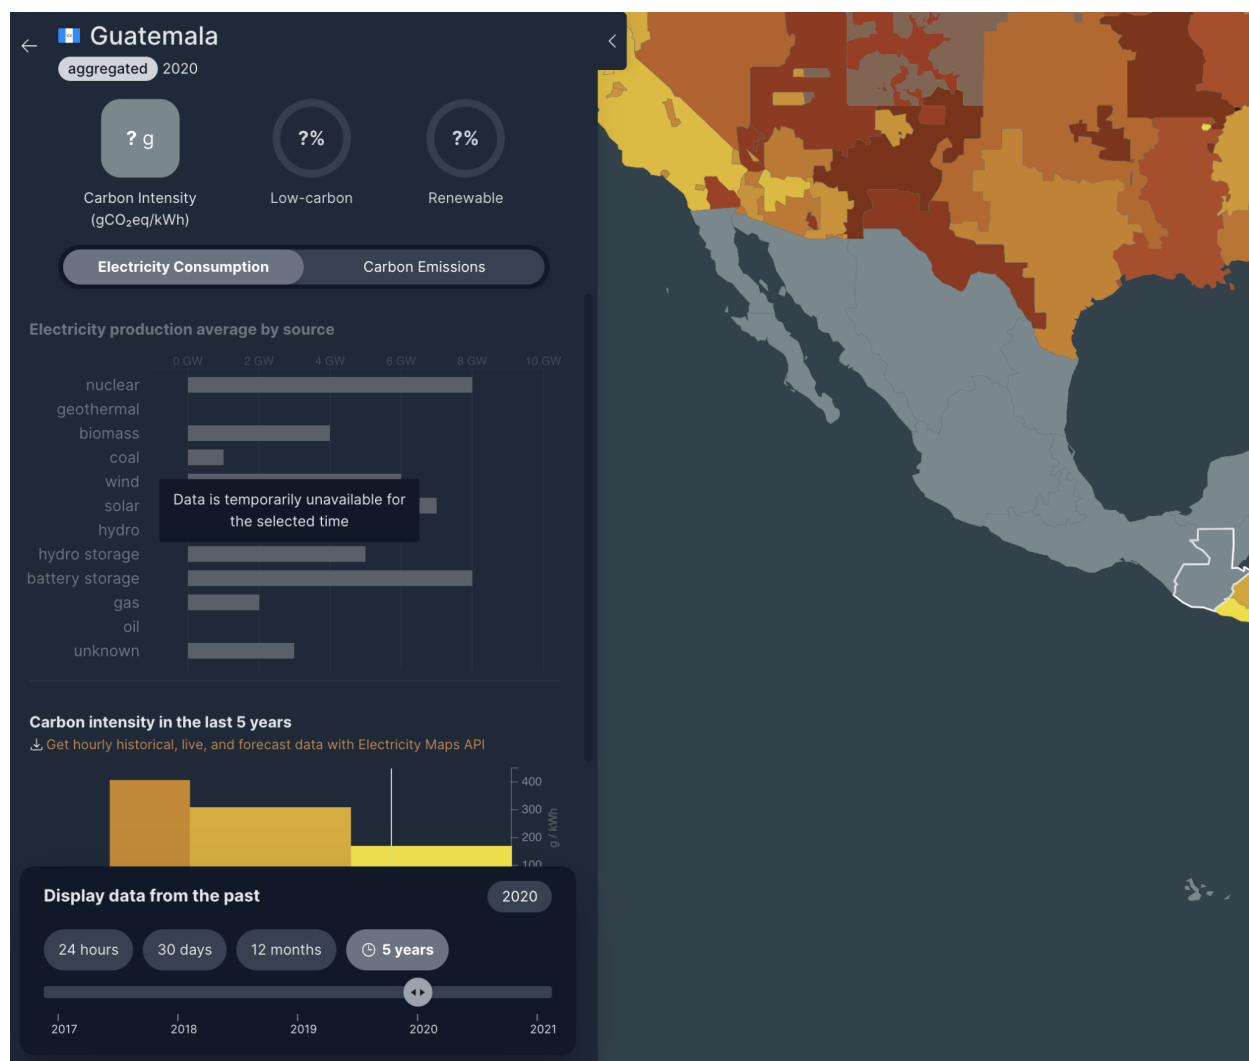 Guatemala
aggregated 2020
? g
?%
?%
Carbon Intensity
(gCO₂eq/kWh)
Low-carbon
Renewable
Electricity Consumption
Carbon Emissions
Electricity production average by source
0 GW 2 GW 4 GW 6 GW 8 GW 10 GW
nuclear
geothermal
biomass
coal
wind
solar
hydro
hydro storage
battery storage
gas
oil
unknown
Data is temporarily unavailable for
the selected time
Carbon intensity in the last 5 years
Get hourly historical, live, and forecast data with Electricity Maps API
400
300
200
100
g / kWh
Display data from the past
2020
24 hours
30 days
12 months
5 years
2017 2018 2019 2020 2021